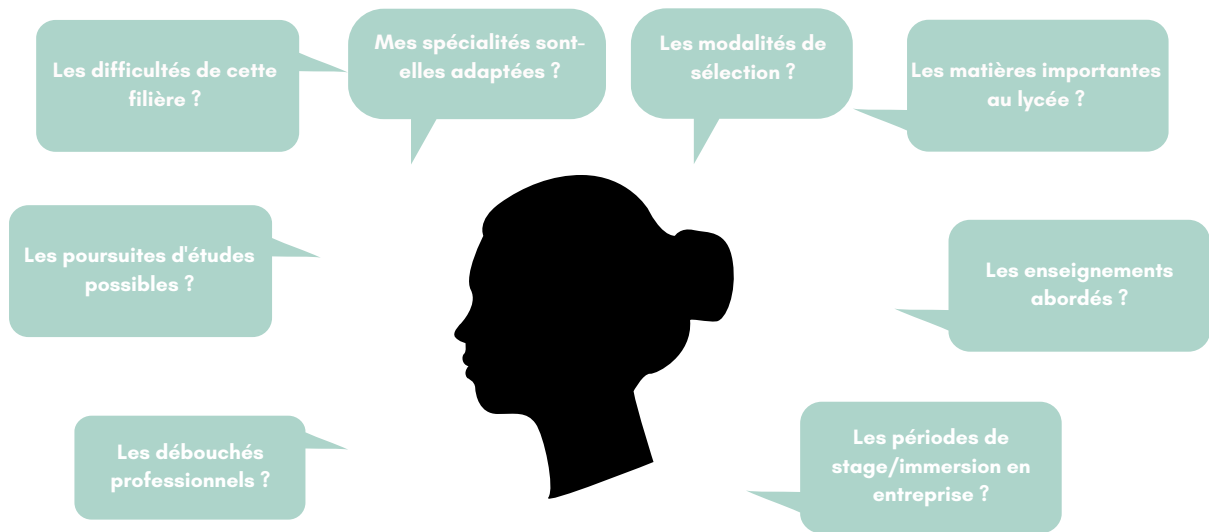 Les difficultés de cette
filière ?
Mes spécialités sont-
elles adaptées ?
Les modalités de
sélection ?
Les matières importantes
au lycée ?
Les poursuites d'études
possibles ?
Les enseignements
abordés ?
Les débouchés
professionnels ?
Les périodes de
stage/immersion en
entreprise ?